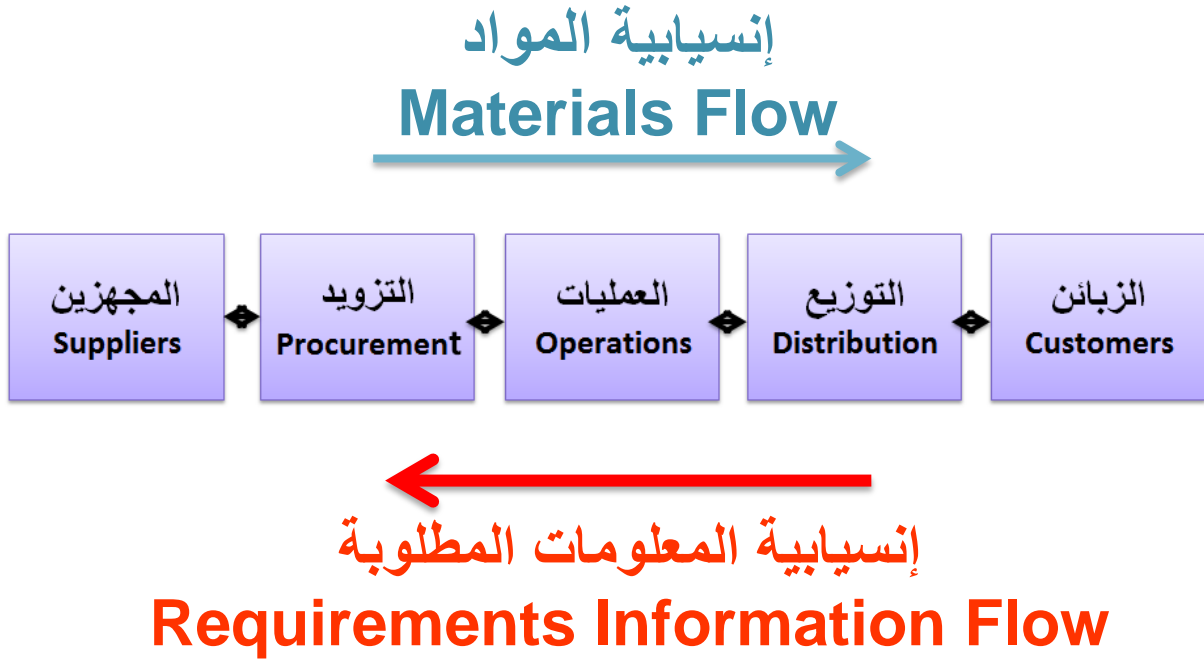 إنسيابية المواد
Materials Flow
المجهزين
Suppliers
التزويد
Procurement
العمليات
Operations
التوزيع
Distribution
الزبائن
Customers
إنسيابية المعلومات المطلوبة
Requirements Information Flow